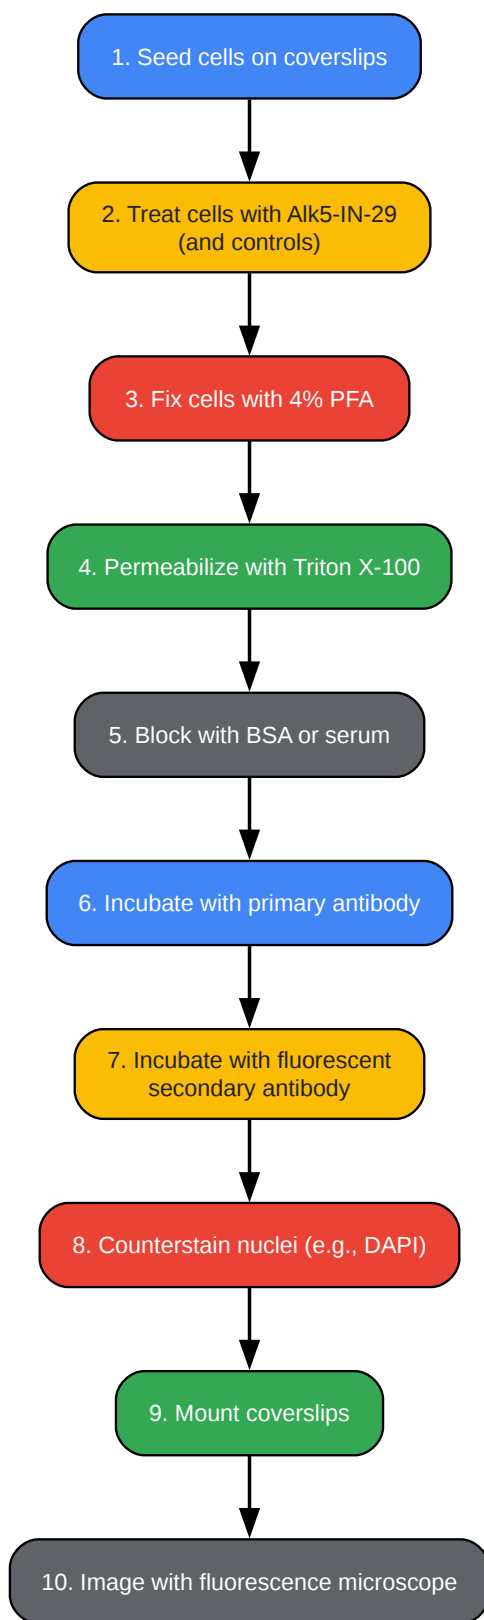 1. Seed cells on coverslips
2. Treat cells with Alk5-IN-29
(and controls)
3. Fix cells with 4% PFA
4. Permeabilize with Triton X-100
5. Block with BSA or serum
6. Incubate with primary antibody
7. Incubate with fluorescent
secondary antibody
8. Counterstain nuclei (e.g., DAPI)
9. Mount coverslips
10. Image with fluorescence microscope